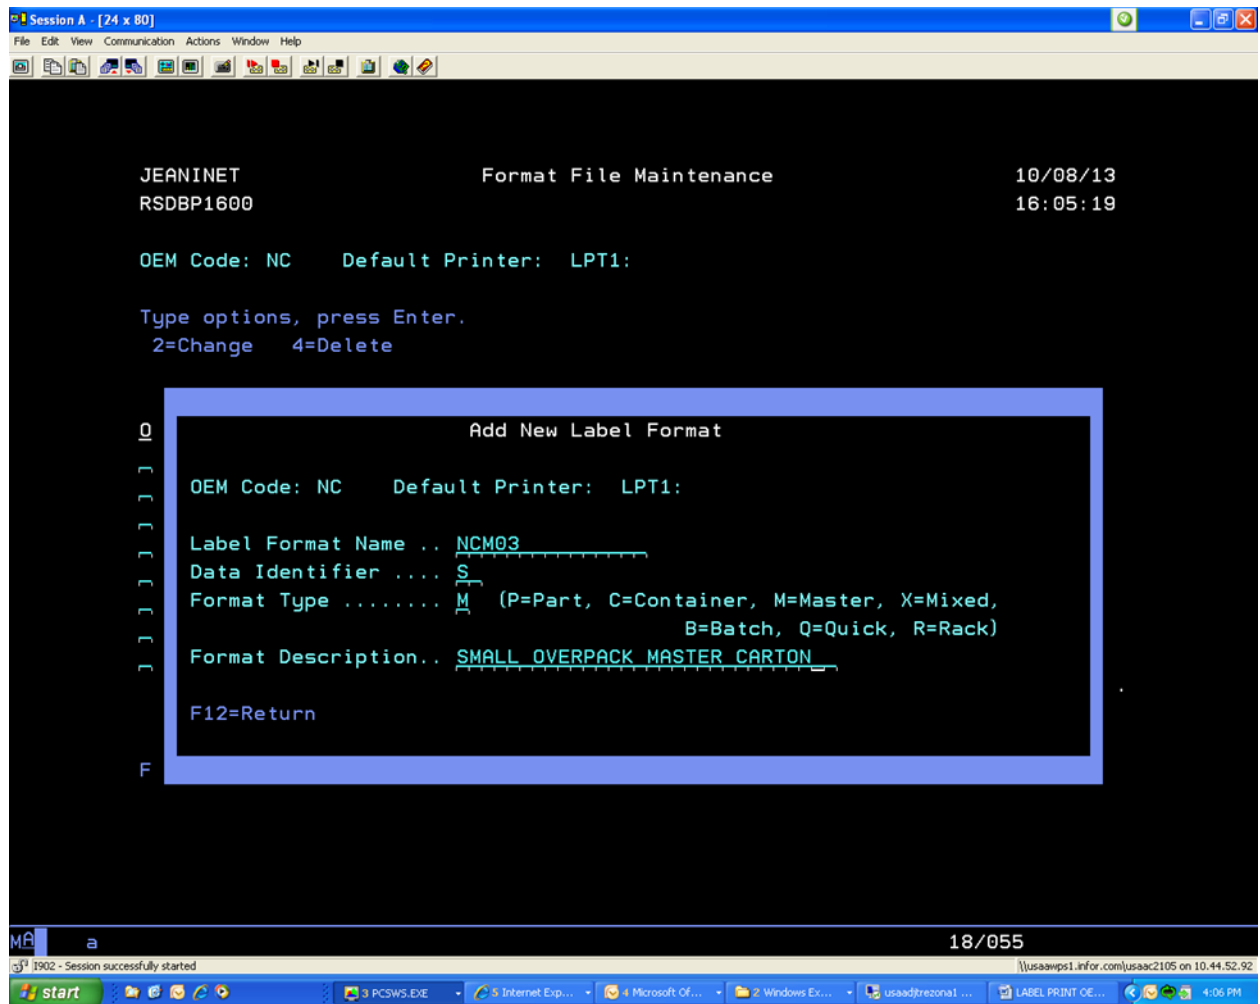 Session A - [24 x 80]
File Edit View Communication Actions Window Help
JEANINET Format File Maintenance 10/08/13
RSDBP1600 16:05:19
OEM Code: NC Default Printer: LPT1:
Type options, press Enter.
2=Change 4=Delete
O Add New Label Format
OEM Code: NC Default Printer: LPT1:
Label Format Name .. NCM03
Data Identifier .... S
Format Type ........ M (P=Part, C=Container, M=Master, X=Mixed,
B=Batch, Q=Quick, R=Rack)
Format Description.. SMALL OVERPACK MASTER CARTON
F12=Return
F
MA a 18/055
I902 - Session successfully started \\usaawps1.infor.com\usaac2105 on 10.44.52.92
start 3 PCSWS.EXE 5 Internet Exp... 4 Microsoft Of... 2 Windows Ex... usaadjtrezona1 ... LABEL PRINT OE... 4:06 PM